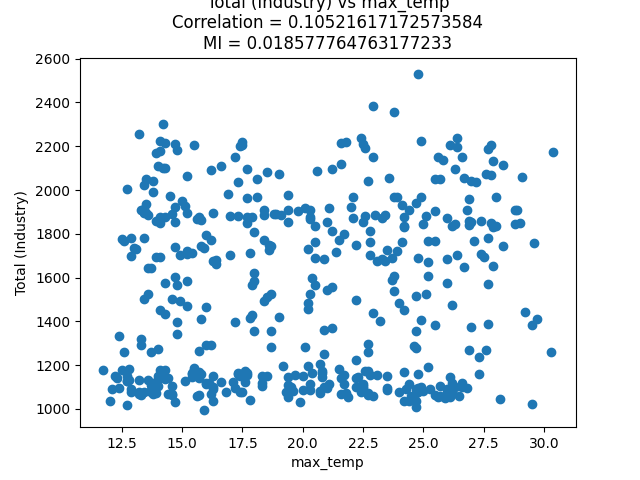 Total (Industry) vs max_temp
Correlation = 0.10521617172573584
MI = 0.018577764763177233
2600
2400
2200
2000
1800
1600
1400
1200
1000
Total (Industry)
12.5 15.0 17.5 20.0 22.5 25.0 27.5 30.0
max_temp